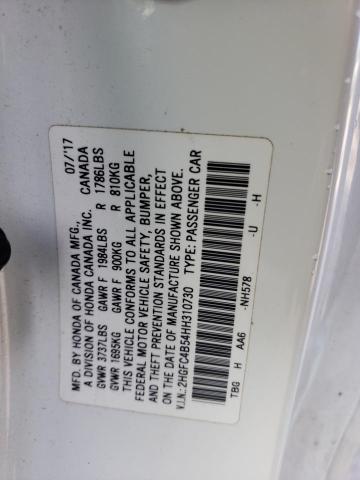 MFD. BY HONDA OF CANADA MFG., 07/'17
A DIVISION OF HONDA CANADA INC. CANADA
GVWR 3737LBS GAWR F 1984LBS R 1786LBS
GVWR 1695KG GAWR F 900KG R 810KG
THIS VEHICLE CONFORMS TO ALL APPLICABLE
FEDERAL MOTOR VEHICLE SAFETY, BUMPER,
AND THEFT PREVENTION STANDARDS IN EFFECT
ON THE DATE OF MANUFACTURE SHOWN ABOVE.
V.I.N.: 2HGFC4B54HH310730 TYPE: PASSENGER CAR
TBG H AA6 -NH578 -U -H